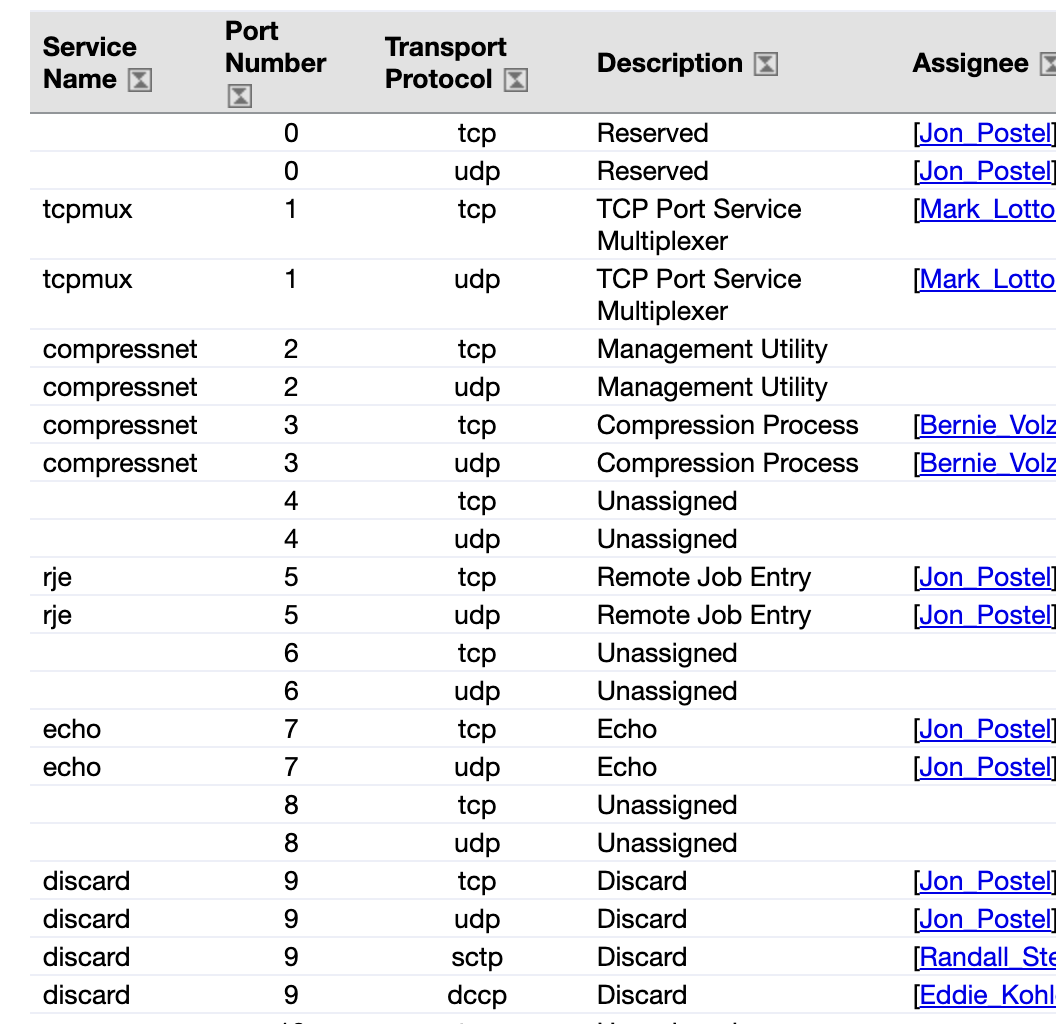 Service Name Port Number Transport Protocol Description Assignee
0 tcp Reserved [Jon_Postel]
0 udp Reserved [Jon_Postel]
tcpmux 1 tcp TCP Port Service Multiplexer [Mark_Lotto
tcpmux 1 udp TCP Port Service Multiplexer [Mark_Lotto
compressnet 2 tcp Management Utility
compressnet 2 udp Management Utility
compressnet 3 tcp Compression Process [Bernie_Volz
compressnet 3 udp Compression Process [Bernie_Volz
4 tcp Unassigned
4 udp Unassigned
rje 5 tcp Remote Job Entry [Jon_Postel]
rje 5 udp Remote Job Entry [Jon_Postel]
6 tcp Unassigned
6 udp Unassigned
echo 7 tcp Echo [Jon_Postel]
echo 7 udp Echo [Jon_Postel]
8 tcp Unassigned
8 udp Unassigned
discard 9 tcp Discard [Jon_Postel]
discard 9 udp Discard [Jon_Postel]
discard 9 sctp Discard [Randall_Ste
discard 9 dccp Discard [Eddie_Kohl